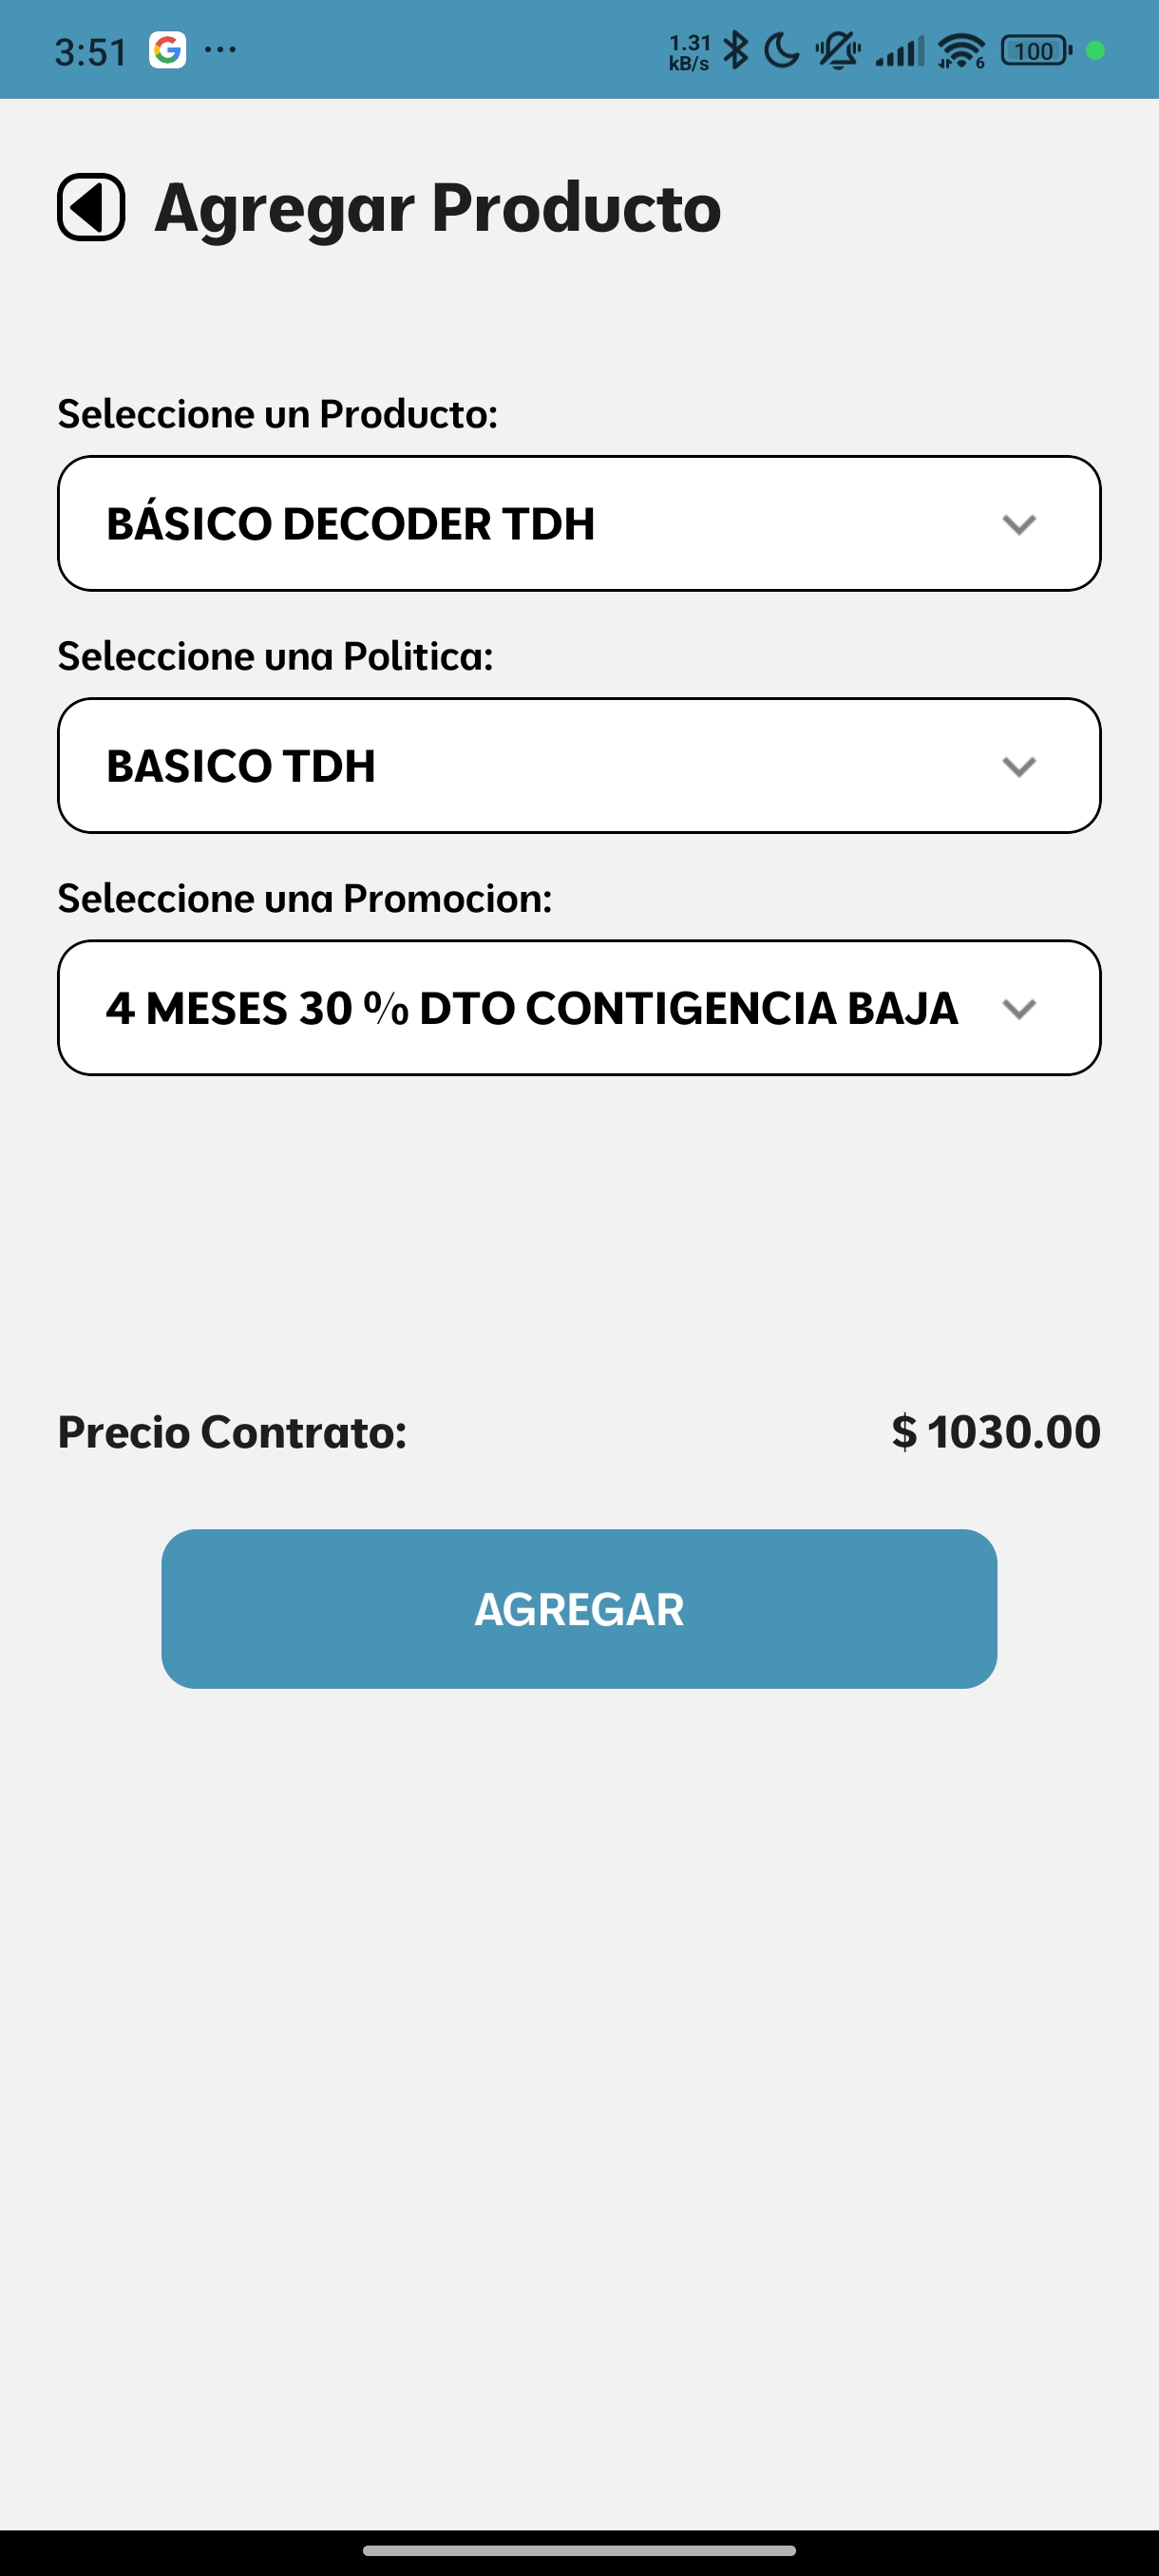 3:51 G ... 1.31 kB/s 6 100
Agregar Producto
Seleccione un Producto:
BÁSICO DECODER TDH
Seleccione una Politica:
BASICO TDH
Seleccione una Promocion:
4 MESES 30 % DTO CONTIGENCIA BAJA
Precio Contrato: $ 1030.00
AGREGAR